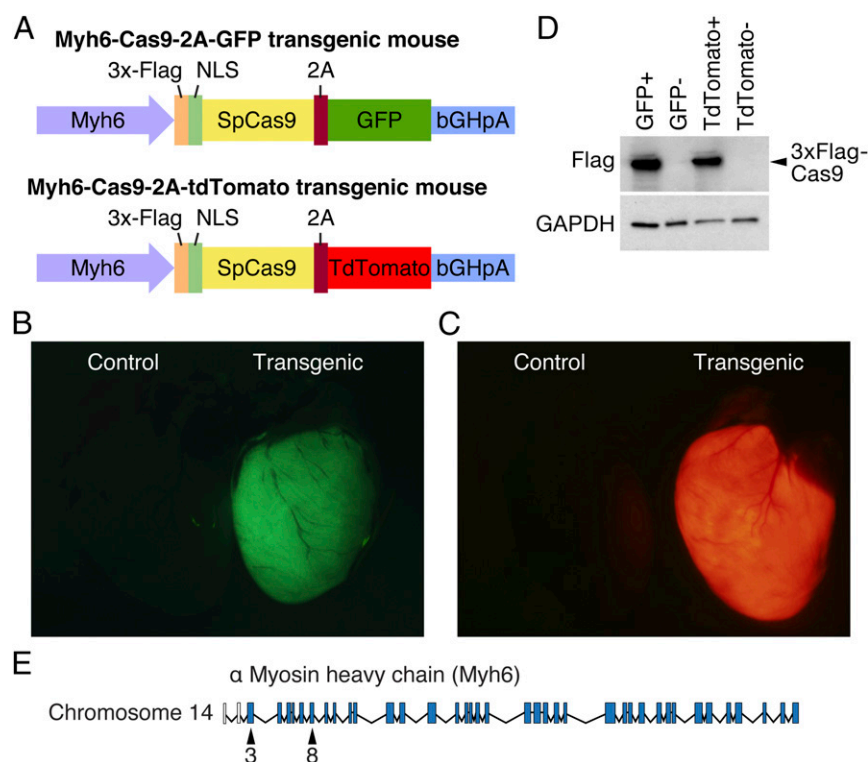 A
Myh6-Cas9-2A-GFP transgenic mouse
3x-Flag NLS 2A
Myh6 SpCas9 GFP bGHpA
Myh6-Cas9-2A-tdTomato transgenic mouse
3x-Flag NLS 2A
Myh6 SpCas9 TdTomato bGHpA
D
GFP+
GFP-
TdTomato+
TdTomato-
Flag
3xFlag-
Cas9
GAPDH
B
Control Transgenic
C
Control Transgenic
E
α Myosin heavy chain (Myh6)
Chromosome 14
3 8